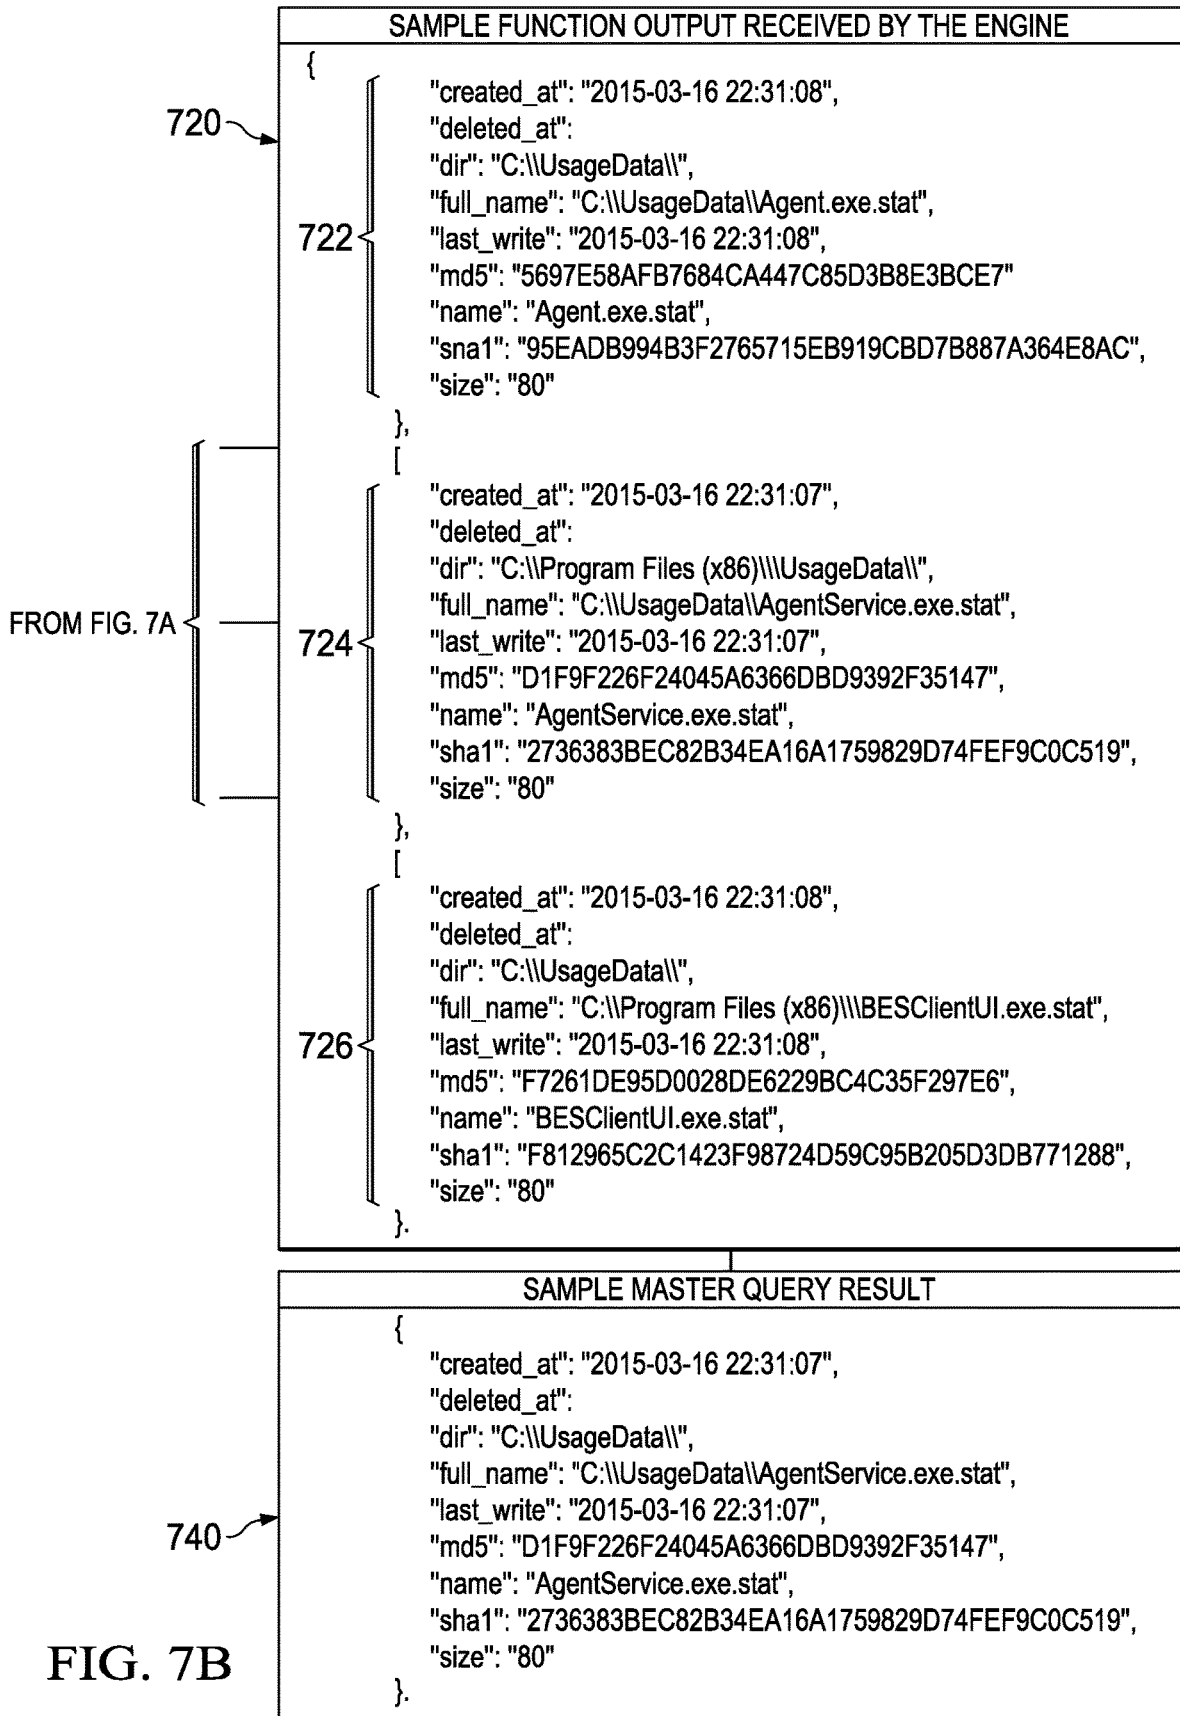 SAMPLE FUNCTION OUTPUT RECEIVED BY THE ENGINE
{
720
722
"created_at": "2015-03-16 22:31:08",
"deleted_at":
"dir": "C:\\UsageData\\",
"full_name": "C:\\UsageData\\Agent.exe.stat",
"last_write": "2015-03-16 22:31:08",
"md5": "5697E58AFB7684CA447C85D3B8E3BCE7"
"name": "Agent.exe.stat",
"sna1": "95EADB994B3F2765715EB919CBD7B887A364E8AC",
"size": "80"
},
[
FROM FIG. 7A
724
"created_at": "2015-03-16 22:31:07",
"deleted_at":
"dir": "C:\\Program Files (x86)\\\UsageData\\",
"full_name": "C:\\UsageData\\AgentService.exe.stat",
"last_write": "2015-03-16 22:31:07",
"md5": "D1F9F226F24045A6366DBD9392F35147",
"name": "AgentService.exe.stat",
"sha1": "2736383BEC82B34EA16A1759829D74FEF9C0C519",
"size": "80"
},
[
726
"created_at": "2015-03-16 22:31:08",
"deleted_at":
"dir": "C:\\UsageData\\",
"full_name": "C:\\Program Files (x86)\\\BESClientUI.exe.stat",
"last_write": "2015-03-16 22:31:08",
"md5": "F7261DE95D0028DE6229BC4C35F297E6",
"name": "BESClientUI.exe.stat",
"sha1": "F812965C2C1423F98724D59C95B205D3DB771288",
"size": "80"
}.
SAMPLE MASTER QUERY RESULT
{
740
"created_at": "2015-03-16 22:31:07",
"deleted_at":
"dir": "C:\\UsageData\\",
"full_name": "C:\\UsageData\\AgentService.exe.stat",
"last_write": "2015-03-16 22:31:07",
"md5": "D1F9F226F24045A6366DBD9392F35147",
"name": "AgentService.exe.stat",
"sha1": "2736383BEC82B34EA16A1759829D74FEF9C0C519",
"size": "80"
}.
FIG. 7B